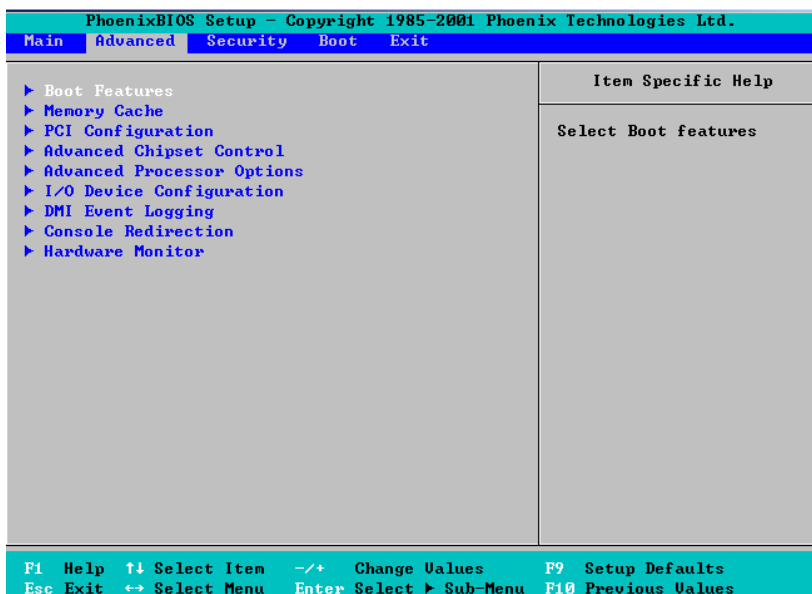 PhoenixBIOS Setup - Copyright 1985-2001 Phoenix Technologies Ltd.
Main Advanced Security Boot Exit
Item Specific Help
▶ Boot Features
▶ Memory Cache
▶ PCI Configuration
▶ Advanced Chipset Control
▶ Advanced Processor Options
▶ I/O Device Configuration
▶ DMI Event Logging
▶ Console Redirection
▶ Hardware Monitor
Select Boot features
F1 Help ↑↓ Select Item -/+ Change Values F9 Setup Defaults
Esc Exit ↔ Select Menu Enter Select ▶ Sub-Menu F10 Previous Values